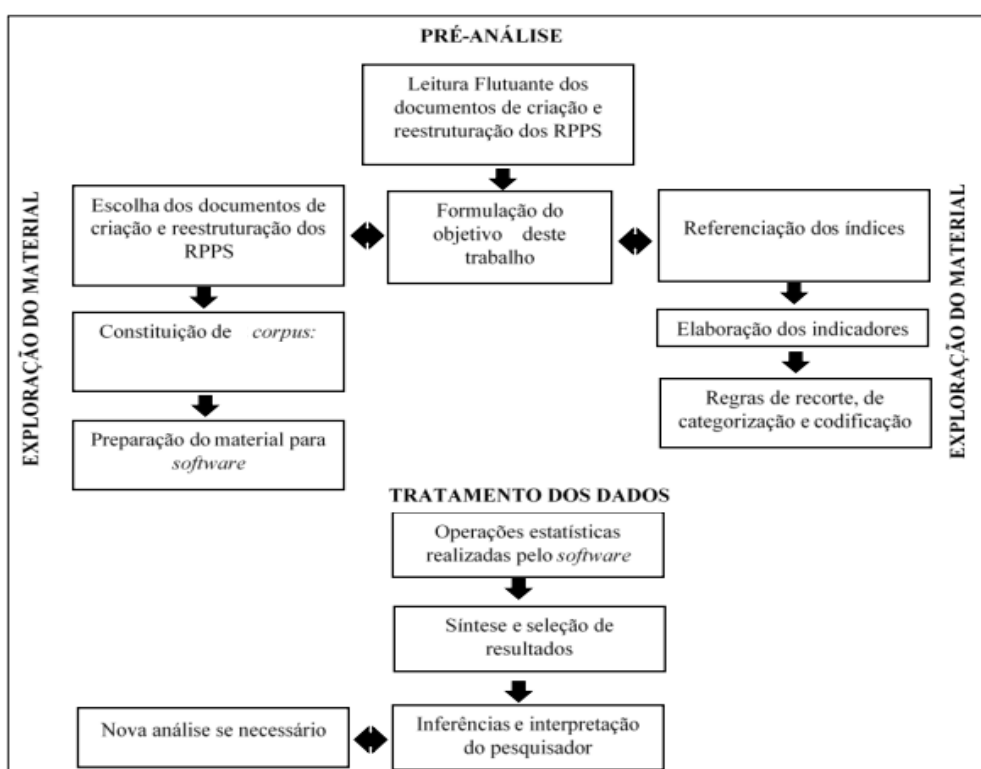 PRÉ-ANÁLISE
Leitura Flutuante dos
documentos de criação e
reestruturação dos RPPS
EXPLORAÇÃO DO MATERIAL
Escolha dos documentos de
criação e reestruturação dos
RPPS
Formulação do
objetivo deste
trabalho
Referenciação dos índices
EXPLORAÇÃO DO MATERIAL
Constituição de corpus:
Elaboração dos indicadores
Preparação do material para
software
Regras de recorte, de
categorização e codificação
TRATAMENTO DOS DADOS
Operações estatísticas
realizadas pelo software
Síntese e seleção de
resultados
Nova análise se necessário
Inferências e interpretação
do pesquisador